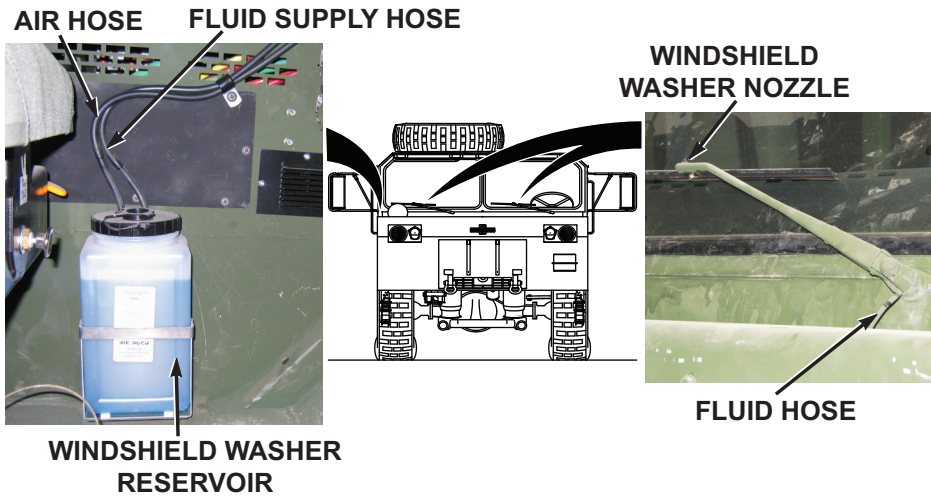 AIR HOSE
FLUID SUPPLY HOSE
WINDSHIELD
WASHER NOZZLE
FLUID HOSE
WINDSHIELD WASHER
RESERVOIR